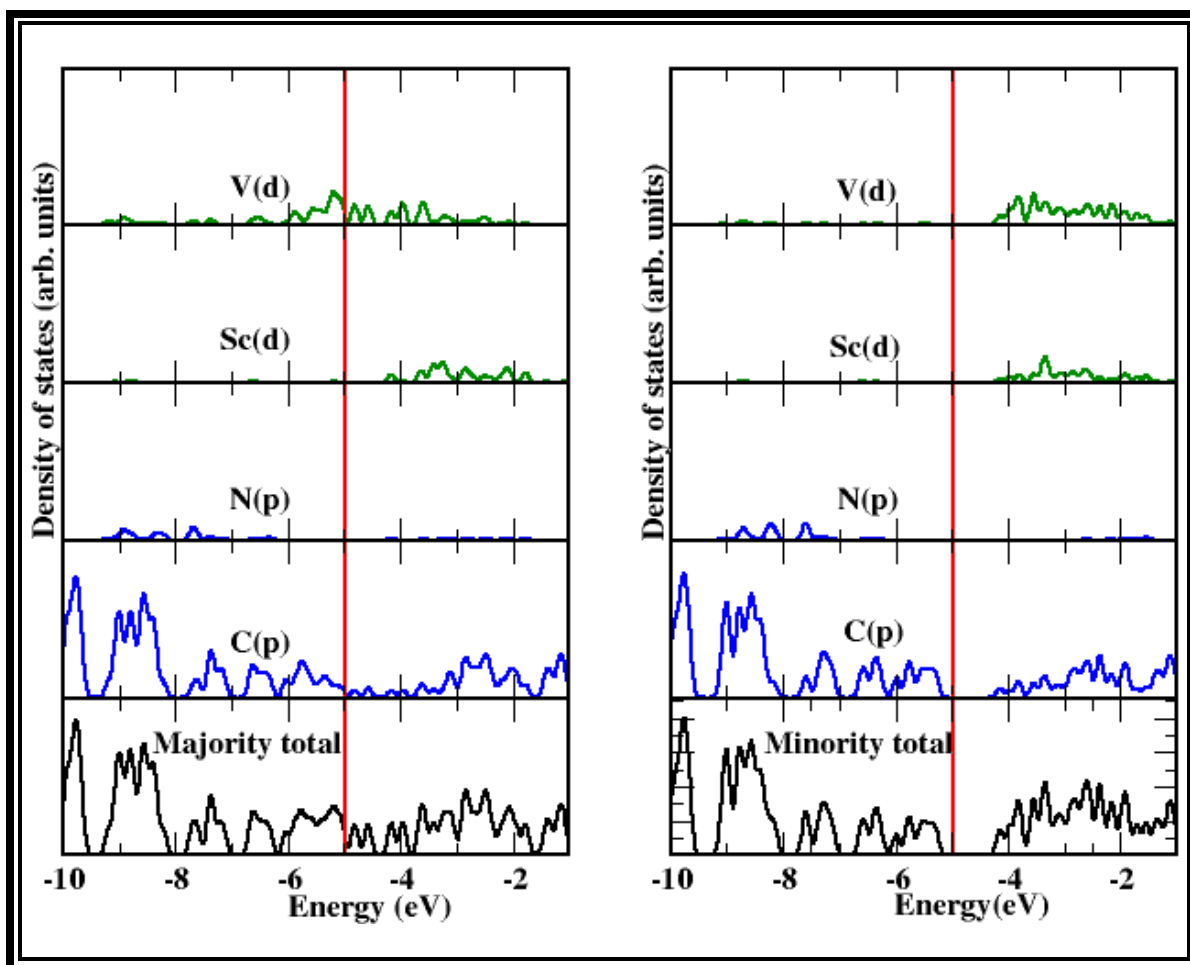 Density of states (arb. units)
V(d)
Sc(d)
N(p)
C(p)
Majority total
-10 -8 -6 -4 -2
Energy (eV)
Density of states (arb. units)
V(d)
Sc(d)
N(p)
C(p)
Minority total
-10 -8 -6 -4 -2
Energy(eV)